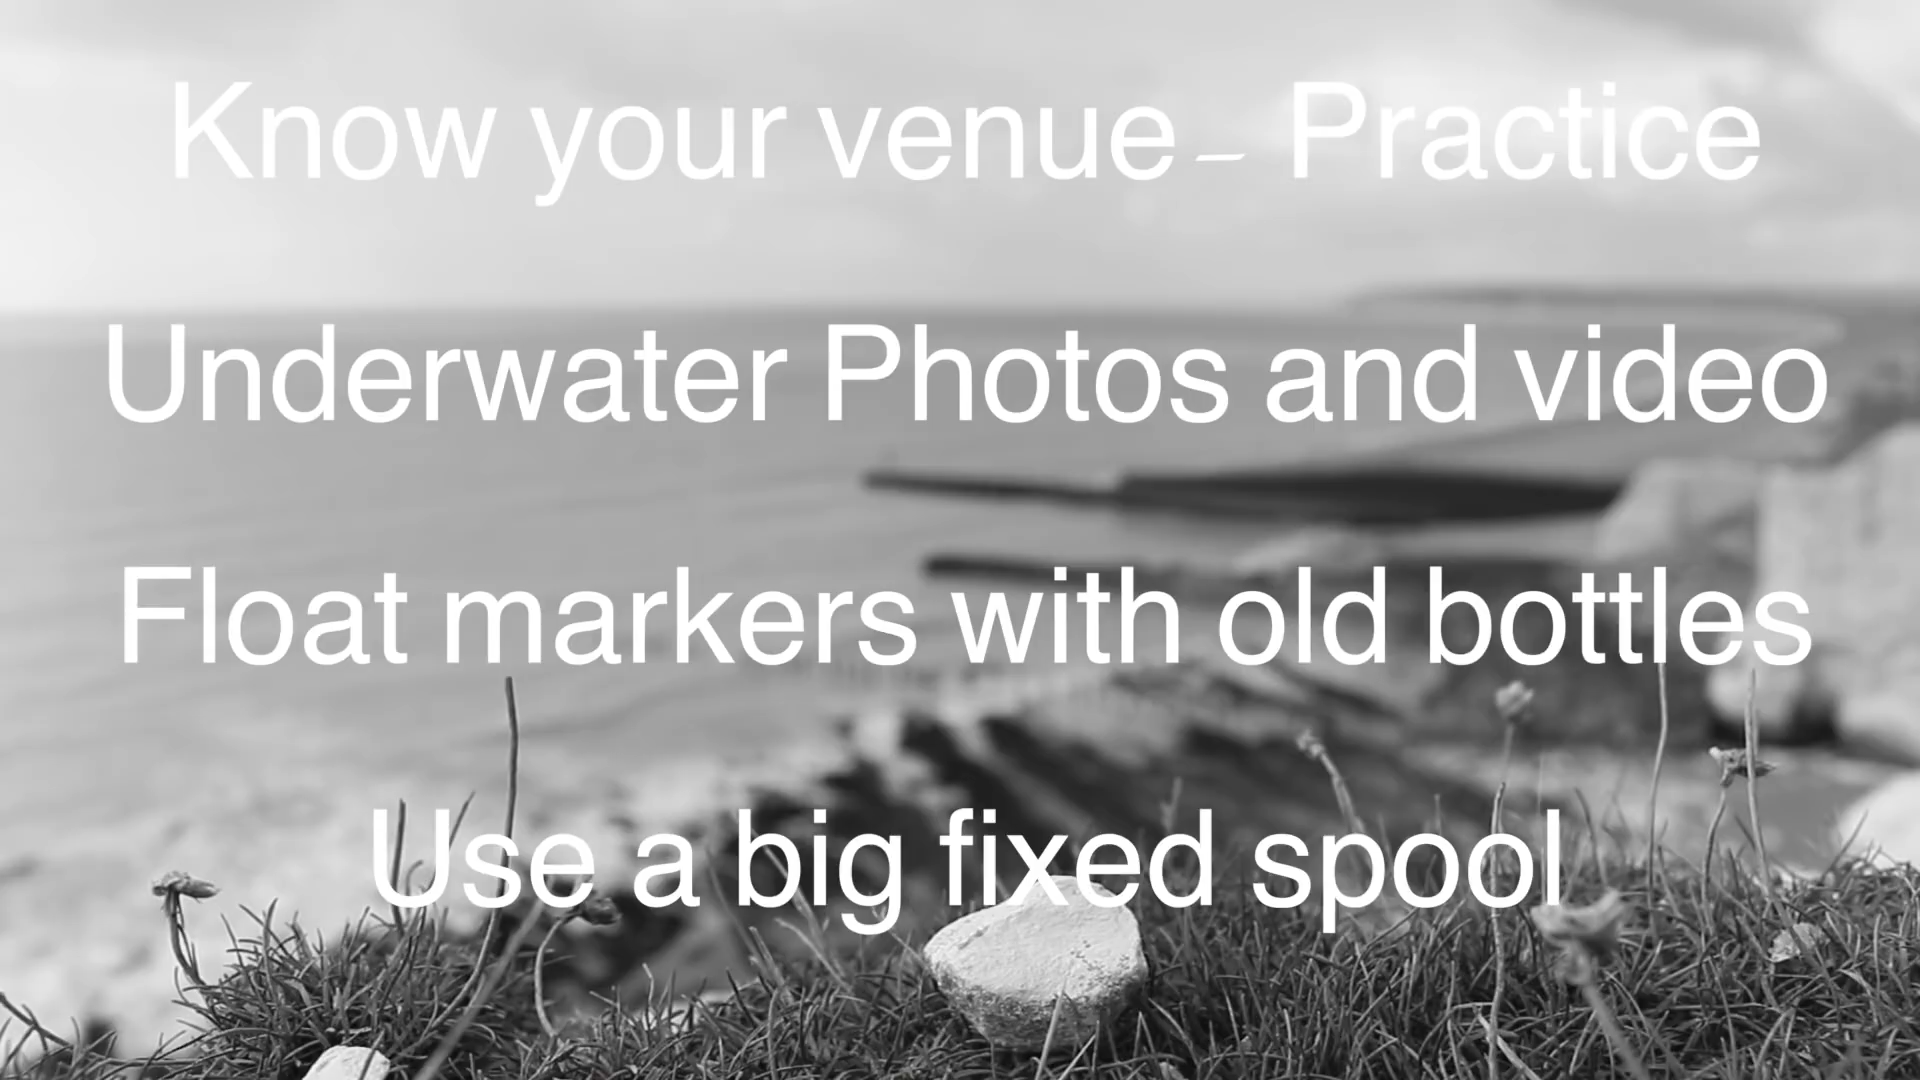 Know your venue - Practice
Underwater Photos and video
Float markers with old bottles
Use a big fixed spool